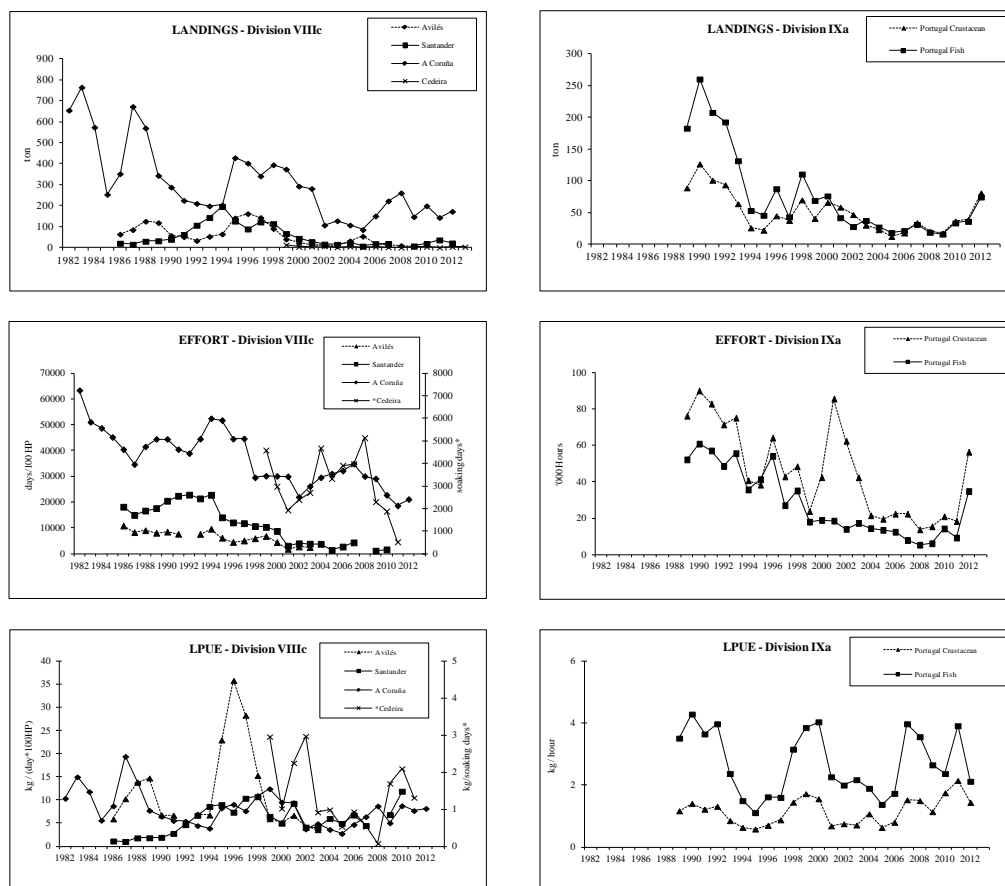 LANDINGS - Division VIIIc
Avilés
Santander
A Coruña
Cedeira
ton
900
800
700
600
500
400
300
200
100
0
1982 1984 1986 1988 1990 1992 1994 1996 1998 2000 2002 2004 2006 2008 2010 2012
LANDINGS - Division IXa
Portugal Crustacean
Portugal Fish
ton
300
250
200
150
100
50
0
1982 1984 1986 1988 1990 1992 1994 1996 1998 2000 2002 2004 2006 2008 2010 2012
EFFORT - Division VIIIc
Avilés
Santander
A Coruña
*Cedeira
days/100 HP
70000
60000
50000
40000
30000
20000
10000
0
8000
7000
6000
5000
4000
3000
2000
1000
0
soaking days*
1982 1984 1986 1988 1990 1992 1994 1996 1998 2000 2002 2004 2006 2008 2010 2012
EFFORT - Division IXa
Portugal Crustacean
Portugal Fish
'000 Hours
100
80
60
40
20
0
1982 1984 1986 1988 1990 1992 1994 1996 1998 2000 2002 2004 2006 2008 2010 2012
LPUE - Division VIIIc
Avilés
Santander
A Coruña
*Cedeira
kg / (day*100HP)
40
35
30
25
20
15
10
5
0
5
4
3
2
1
0
kg/soaking days*
1982 1984 1986 1988 1990 1992 1994 1996 1998 2000 2002 2004 2006 2008 2010 2012
LPUE - Division IXa
Portugal Crustacean
Portugal Fish
kg/hour
6
4
2
0
1982 1984 1986 1988 1990 1992 1994 1996 1998 2000 2002 2004 2006 2008 2010 2012